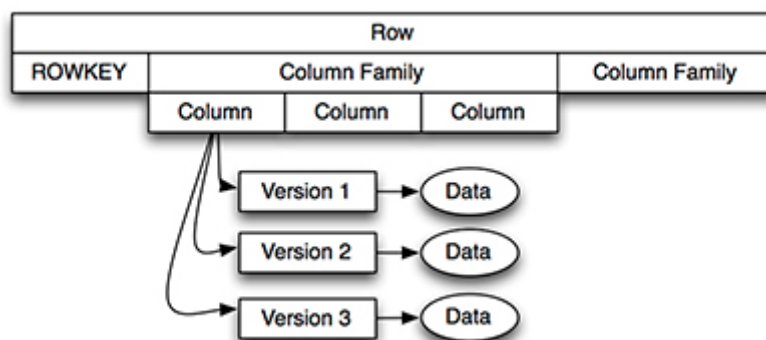 Row
ROWKEY Column Family Column Family
Column Column Column
Version 1 Data
Version 2 Data
Version 3 Data